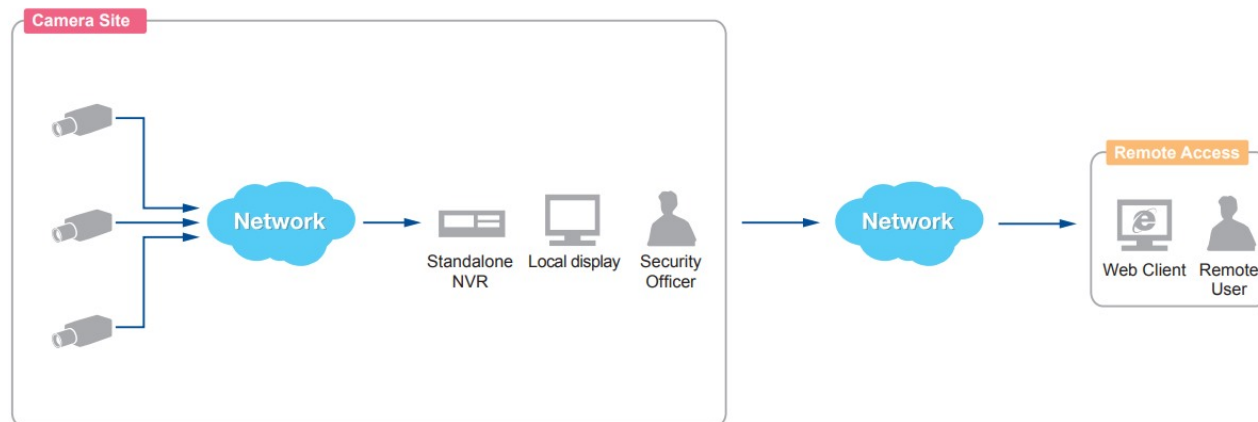 Camera Site
Remote Access
Network
Network
Standalone
NVR
Local display
Security
Officer
Web Client
Remote
User